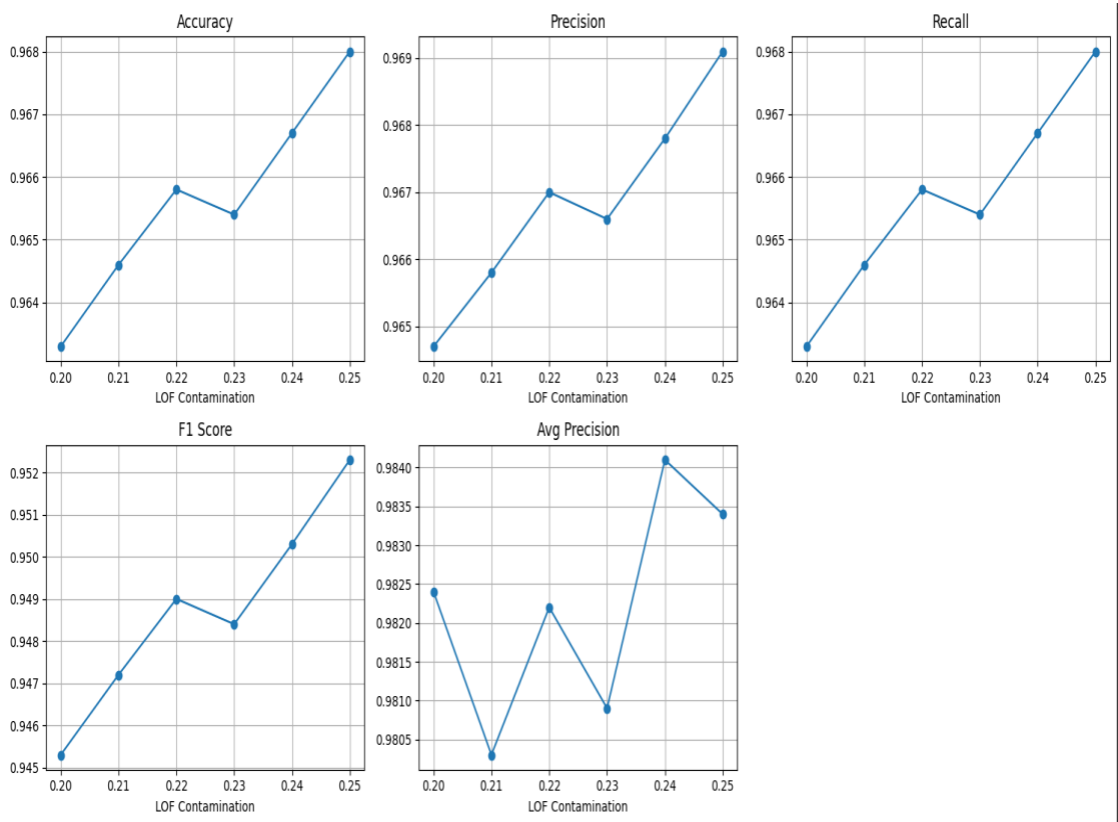 Accuracy
0.968
0.967
0.966
0.965
0.964
0.20 0.21 0.22 0.23 0.24 0.25
LOF Contamination
Precision
0.969
0.968
0.967
0.966
0.965
0.20 0.21 0.22 0.23 0.24 0.25
LOF Contamination
Recall
0.968
0.967
0.966
0.965
0.964
0.20 0.21 0.22 0.23 0.24 0.25
LOF Contamination
F1 Score
0.952
0.951
0.950
0.949
0.948
0.947
0.946
0.945
0.20 0.21 0.22 0.23 0.24 0.25
LOF Contamination
Avg Precision
0.9840
0.9835
0.9830
0.9825
0.9820
0.9815
0.9810
0.9805
0.20 0.21 0.22 0.23 0.24 0.25
LOF Contamination